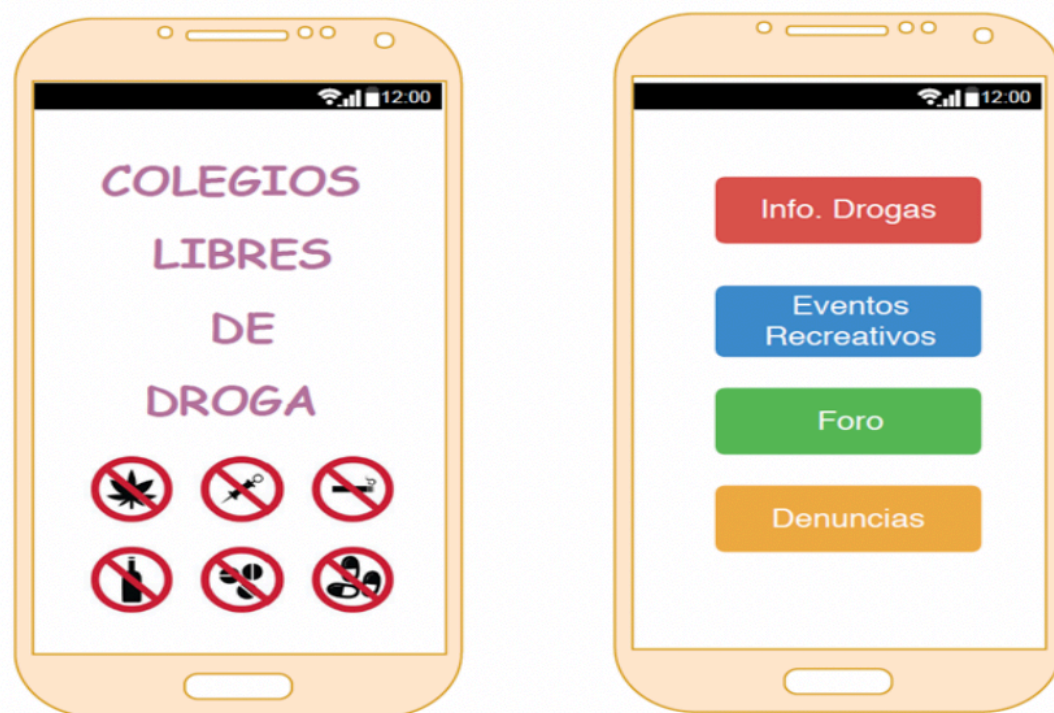 12:00
COLEGIOS
LIBRES
DE
DROGA
12:00
Info. Drogas
Eventos
Recreativos
Foro
Denuncias